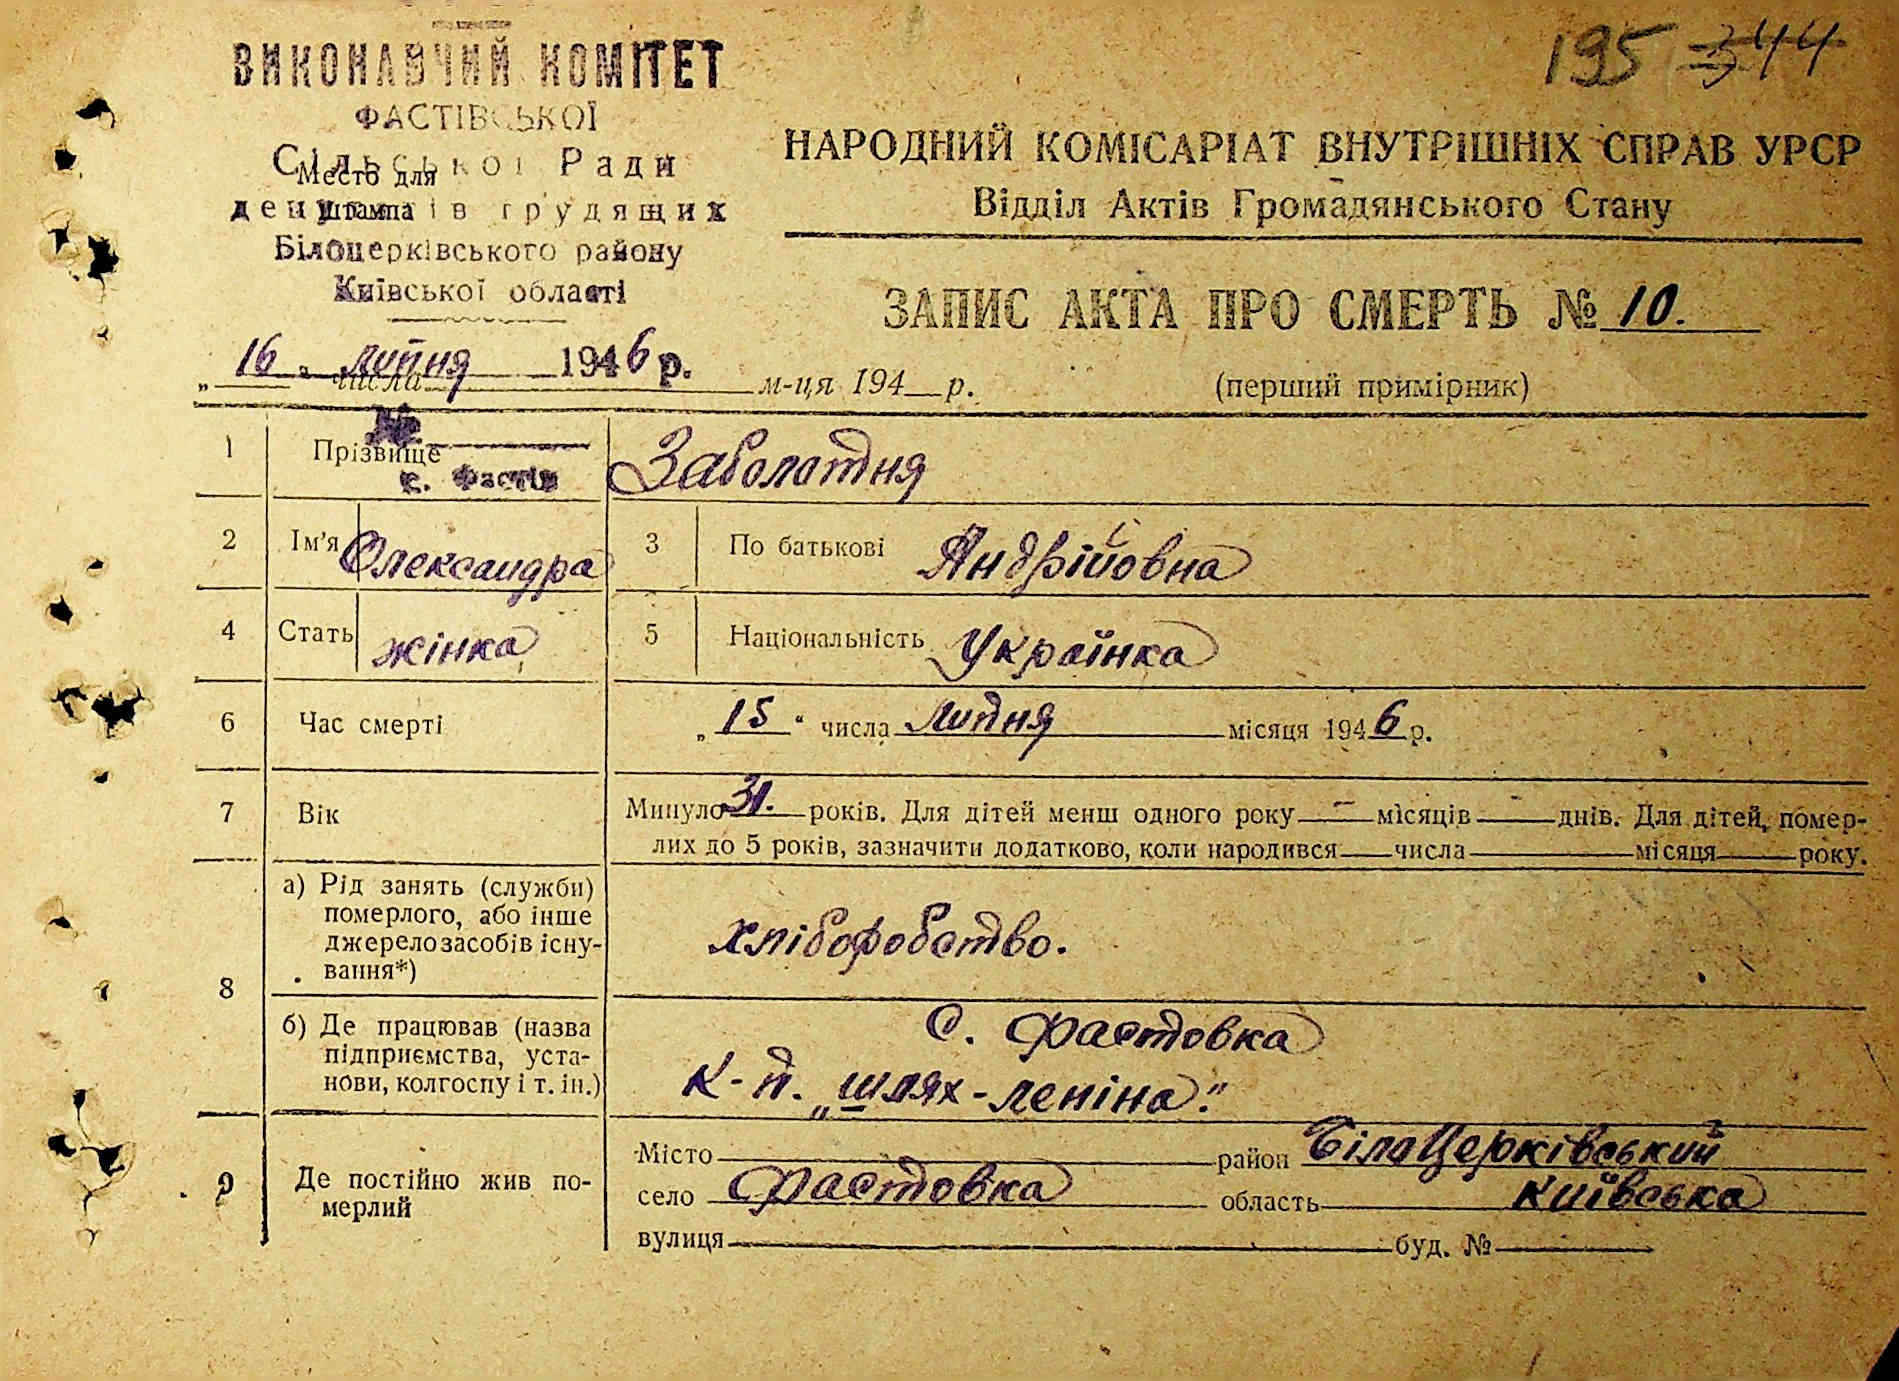 195 344
ВИКОНАВЧИЙ КОМІТЕТ
ФАСТІВСЬКОЇ
Сільської Ради
депутатів трудящих
Білоцерківського району
Київської області
Место для
штампа
16 липня 1946 р.
№
с. Фастів
НАРОДНИЙ КОМІСАРІАТ ВНУТРІШНІХ СПРАВ УРСР
Відділ Актів Громадянського Стану
ЗАПИС АКТА ПРО СМЕРТЬ № 10.
„ числа м-ця 194 р.
(перший примірник)
1 Прізвище Заболотня
2 Ім'я Олександра 3 По батькові Андрійовна
4 Стать жінка 5 Національність Українка
6 Час смерті „15“ числа Липня місяця 1946 р.
7 Вік Минуло 31. років. Для дітей менш одного року - місяців - днів. Для дітей, помер-
лих до 5 років, зазначити додатково, коли народився числа місяця року.
8 а) Рід занять (служби)
померлого, або інше
джерело засобів існу-
вання*)
хліборобство.
б) Де працював (назва
підприємства, уста-
нови, колгоспу і т. ін.)
С. Фастовка
К-п. „шлях-леніна."
9 Де постійно жив по-
мерлий
Місто район БілаЦерківський
село Фастовка область київська
вулиця буд. №